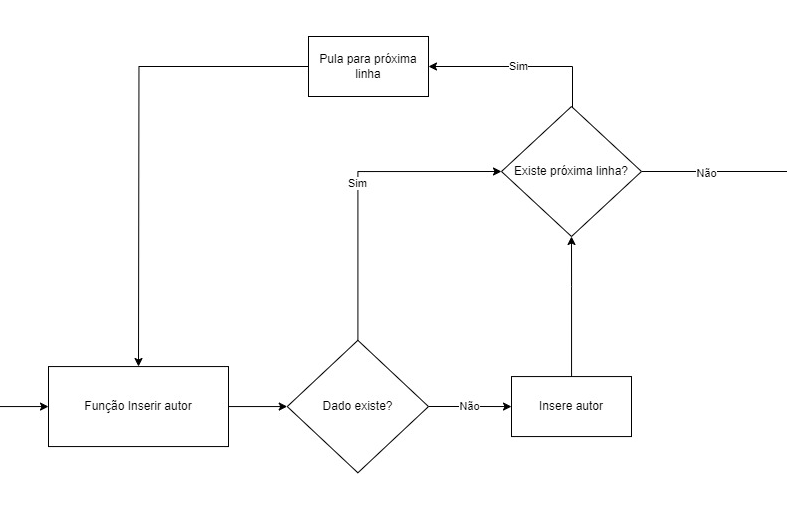 Pula para próxima
linha
Sim
Existe próxima linha?
Não
Sim
Função Inserir autor
Dado existe?
Não
Insere autor